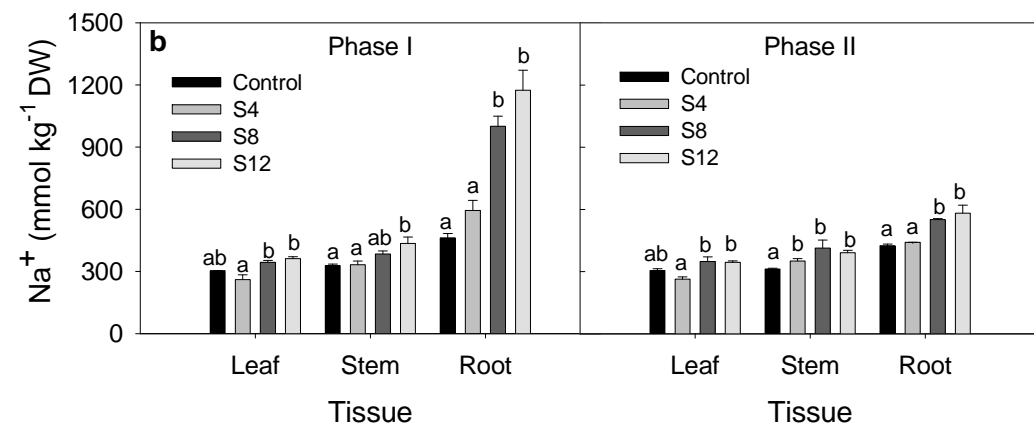 b
Phase I
Phase II
Na+ (mmol kg-1 DW)
1500
1200
900
600
300
0
Control
S4
S8
S12
Control
S4
S8
S12
ab a b b
a a ab b
a a b b
ab a b b
a b b b
a a b b
Leaf Stem Root
Leaf Stem Root
Tissue
Tissue